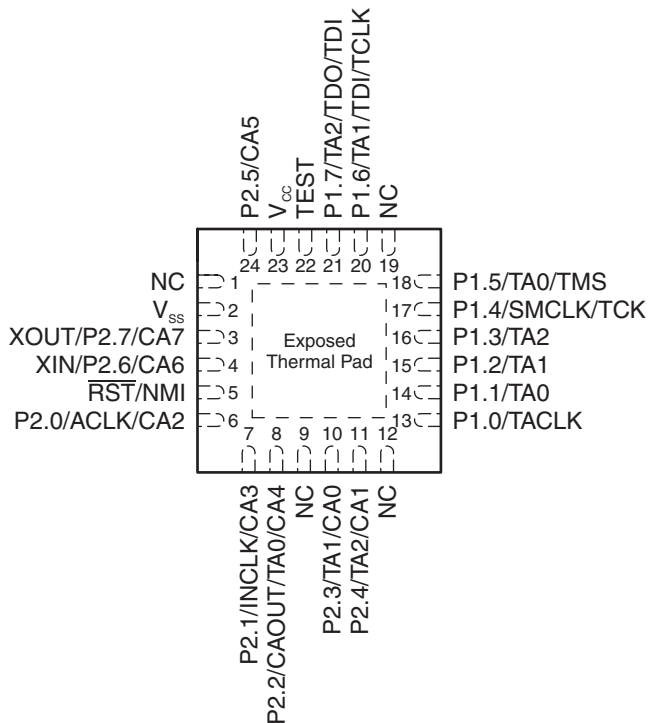 P2.5/CA5
VCC
TEST
P1.7/TA2/TDO/TDI
P1.6/TA1/TDI/TCLK
NC
24 23 22 21 20 19
NC 1
VSS 2
XOUT/P2.7/CA7 3
XIN/P2.6/CA6 4
RST/NMI 5
P2.0/ACLK/CA2 6
Exposed
Thermal Pad
18 P1.5/TA0/TMS
17 P1.4/SMCLK/TCK
16 P1.3/TA2
15 P1.2/TA1
14 P1.1/TA0
13 P1.0/TACLK
7 8 9 10 11 12
P2.1/INCLK/CA3
P2.2/CAOUT/TA0/CA4
NC
P2.3/TA1/CA0
P2.4/TA2/CA1
NC